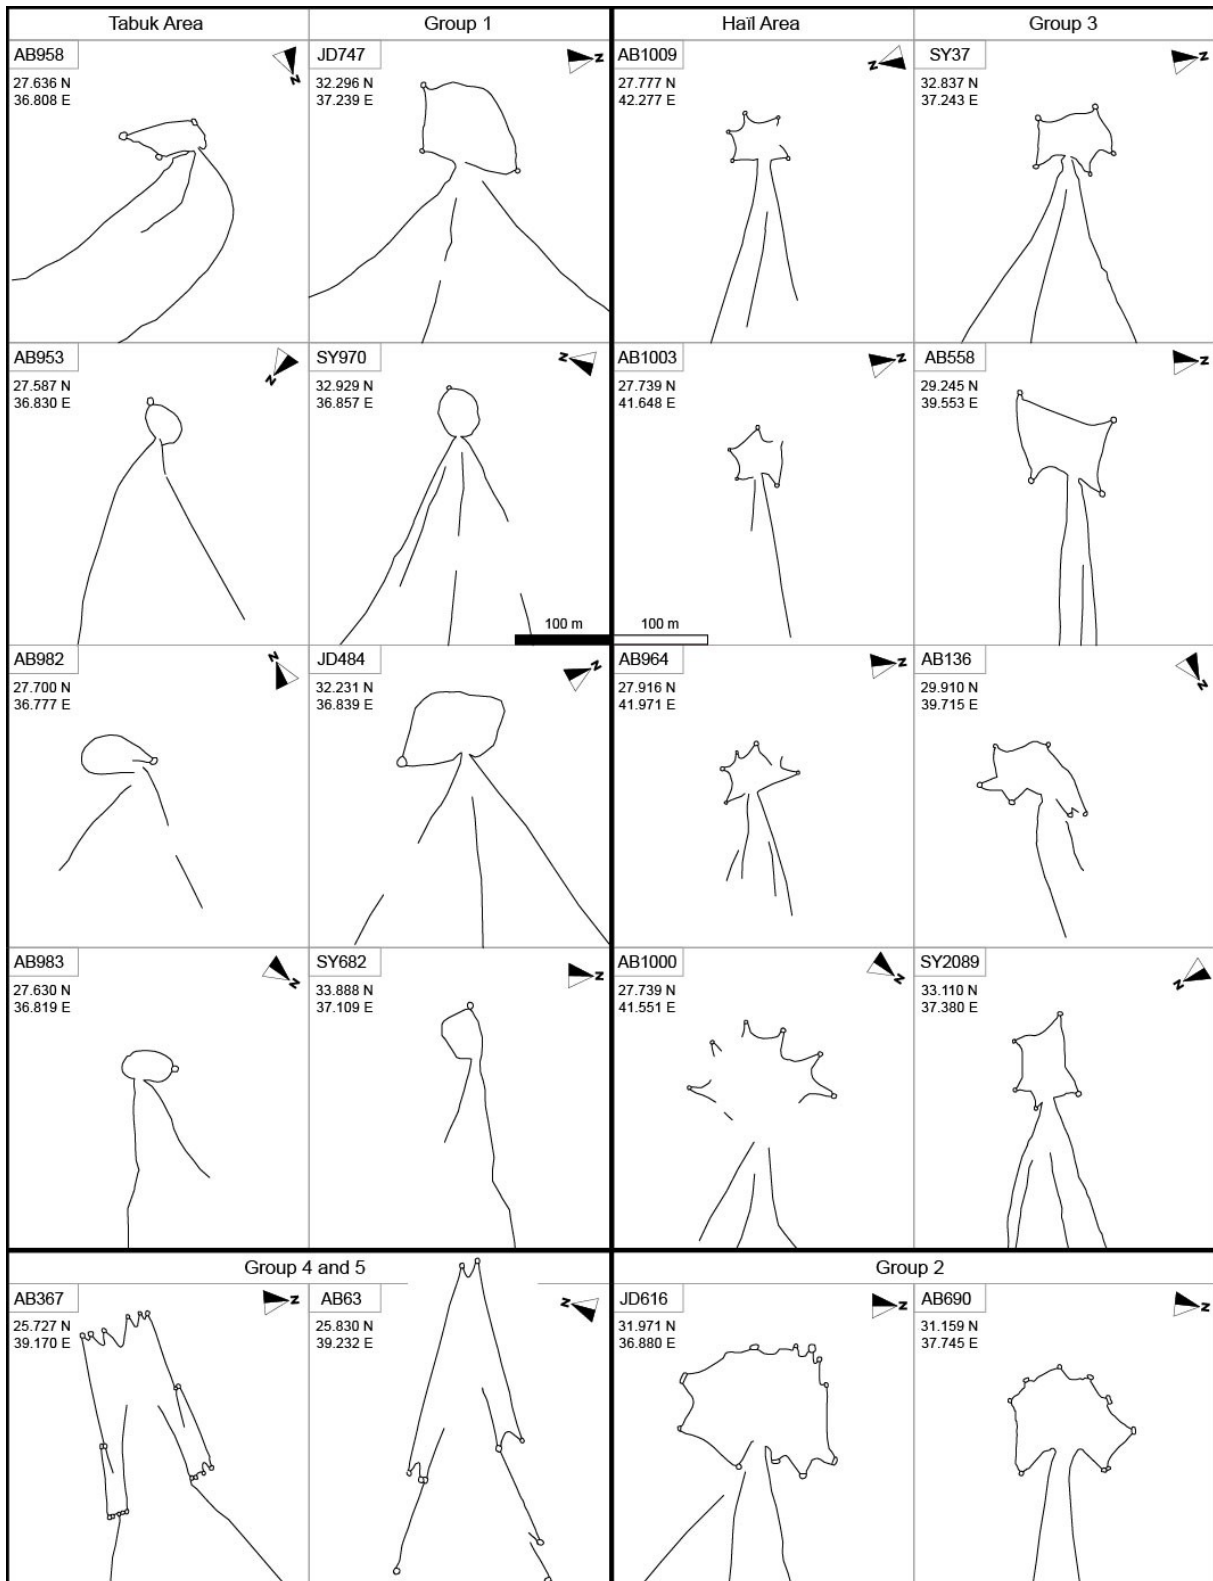 Tabuk Area
Group 1
Haïl Area
Group 3
AB958
27.636 N
36.808 E
N
JD747
32.296 N
37.239 E
N
AB1009
27.777 N
42.277 E
N
SY37
32.837 N
37.243 E
N
AB953
27.587 N
36.830 E
N
SY970
32.929 N
36.857 E
N
100 m
AB1003
27.739 N
41.648 E
N
100 m
AB558
29.245 N
39.553 E
N
AB982
27.700 N
36.777 E
N
JD484
32.231 N
36.839 E
N
AB964
27.916 N
41.971 E
N
AB136
29.910 N
39.715 E
N
AB983
27.630 N
36.819 E
N
SY682
33.888 N
37.109 E
N
AB1000
27.739 N
41.551 E
N
SY2089
33.110 N
37.380 E
N
Group 4 and 5
Group 2
AB367
25.727 N
39.170 E
N
AB63
25.830 N
39.232 E
N
JD616
31.971 N
36.880 E
N
AB690
31.159 N
37.745 E
N